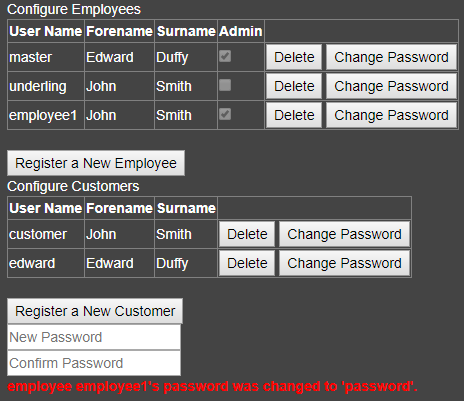 Configure Employees
User Name Forename Surname Admin
master Edward Duffy Delete Change Password
underling John Smith Delete Change Password
employee1 John Smith Delete Change Password
Register a New Employee
Configure Customers
User Name Forename Surname
customer John Smith Delete Change Password
edward Edward Duffy Delete Change Password
Register a New Customer
New Password
Confirm Password
employee employee1's password was changed to 'password'.